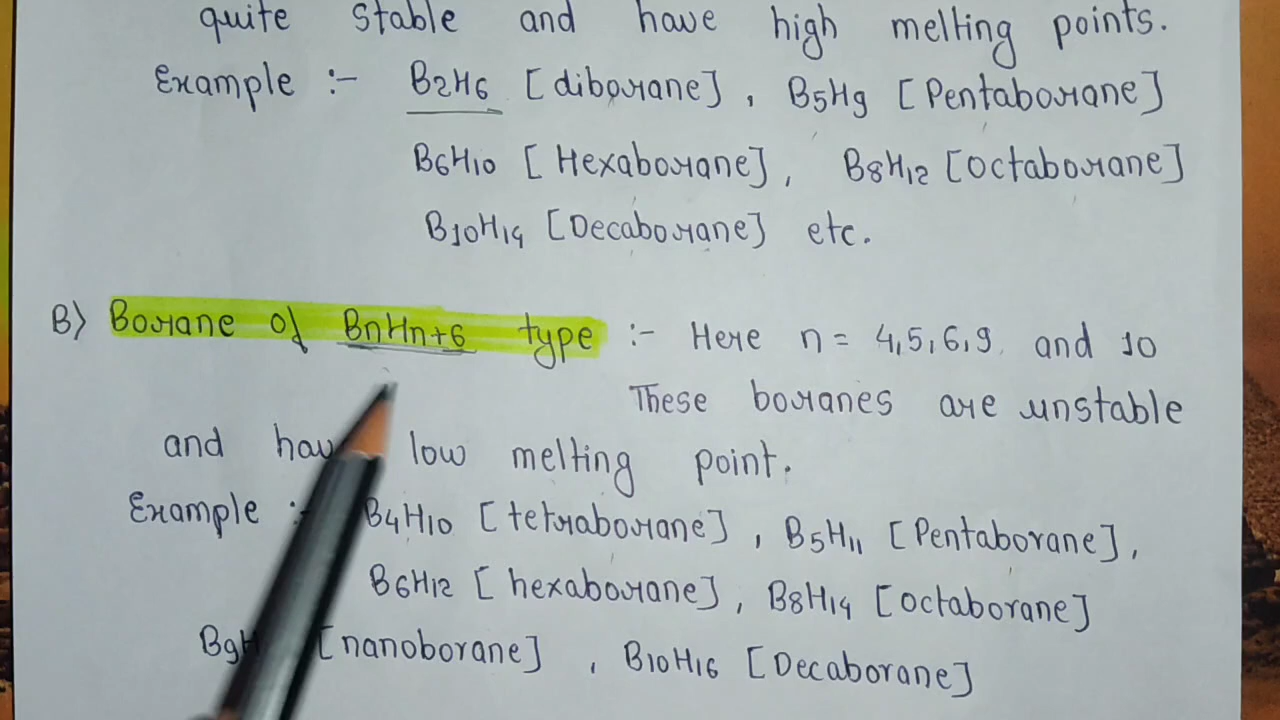 quite stable and have high melting points.
Example :- B2H6 [diborane], B5H9 [Pentaborane]
B6H10 [Hexaborane], B8H12 [Octaborane]
B10H14 [Decaborane] etc.
B) Borane of BnHn+6 type :- Here n = 4,5,6,9 and 10
These boranes are unstable
and low melting point.
Example :- B4H10 [tetraborane], B5H11 [Pentaborane],
B6H12 [hexaborane], B8H14 [octaborane]
[nanoborane], B10H16 [Decaborane]